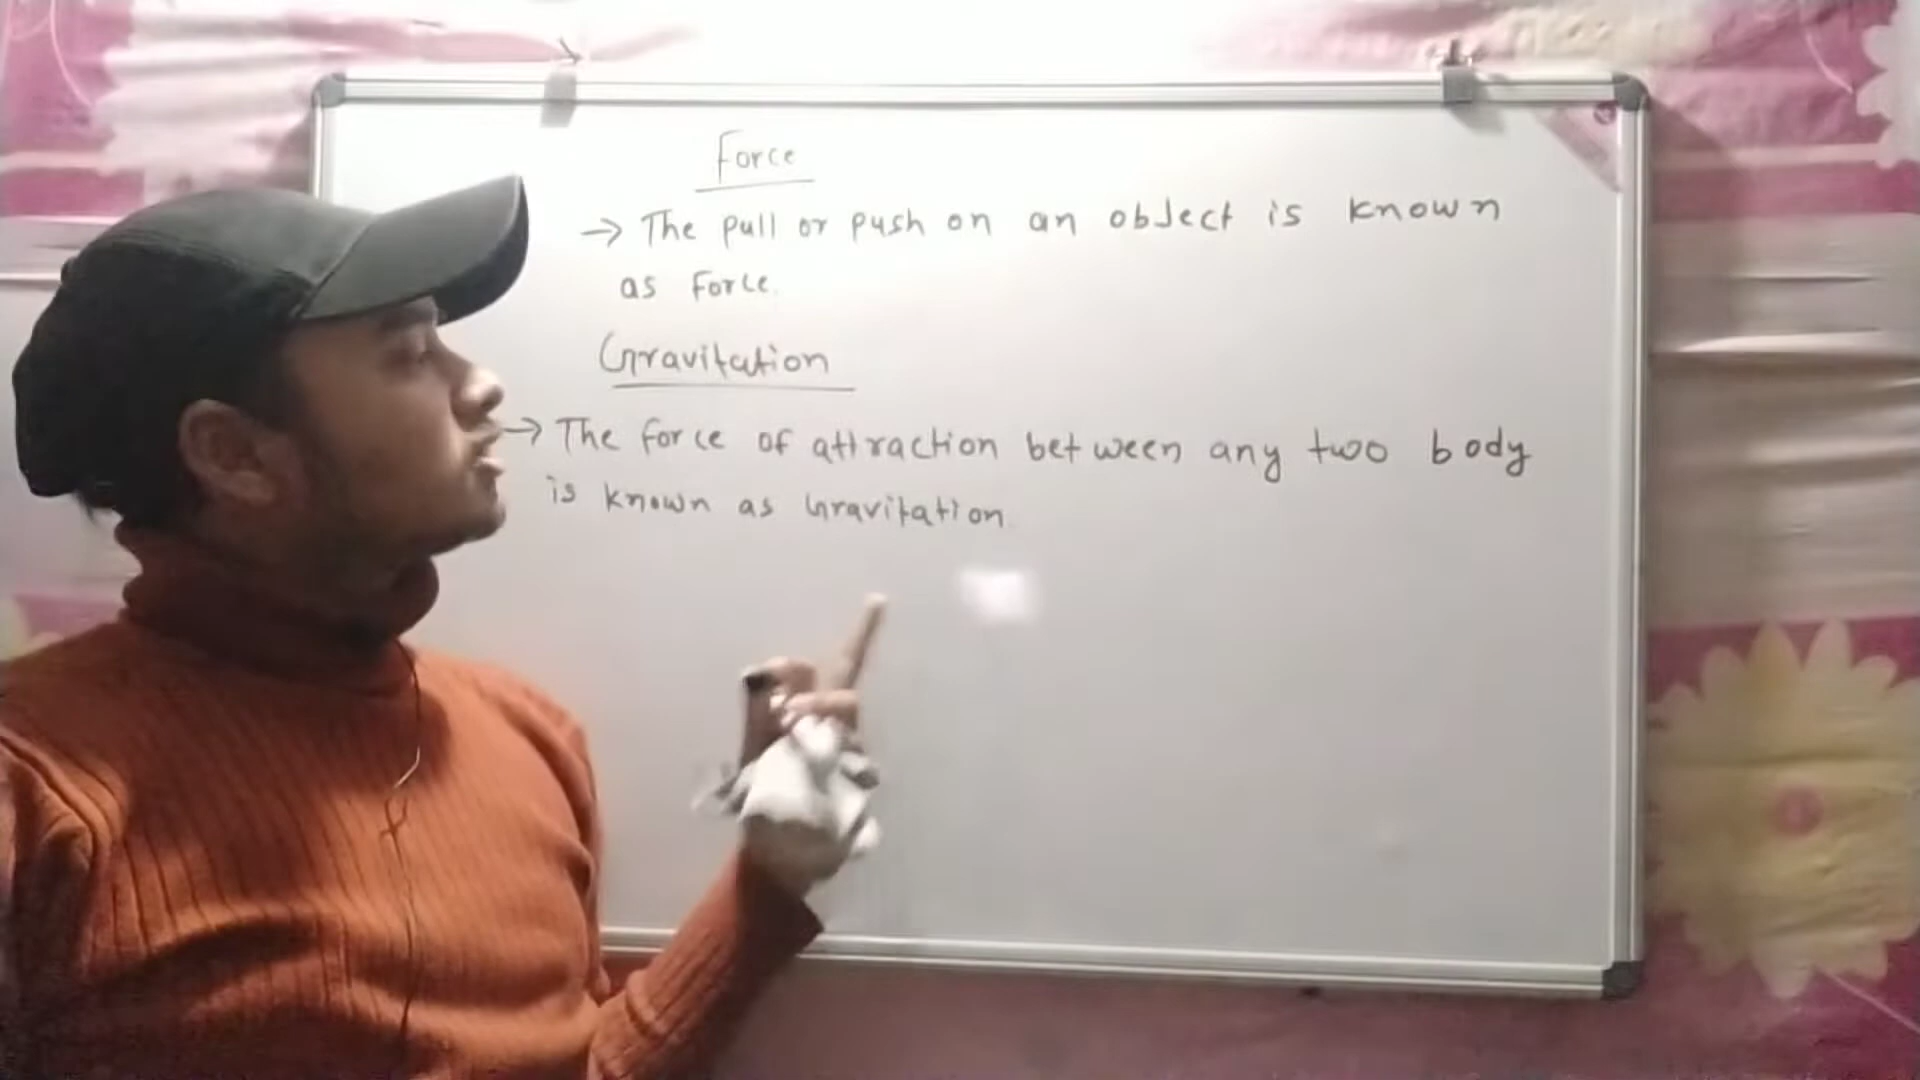 Force
→ The pull or push on an object is known
as Force.
Gravitation
→ The force of attraction between any two body
is known as Gravitation